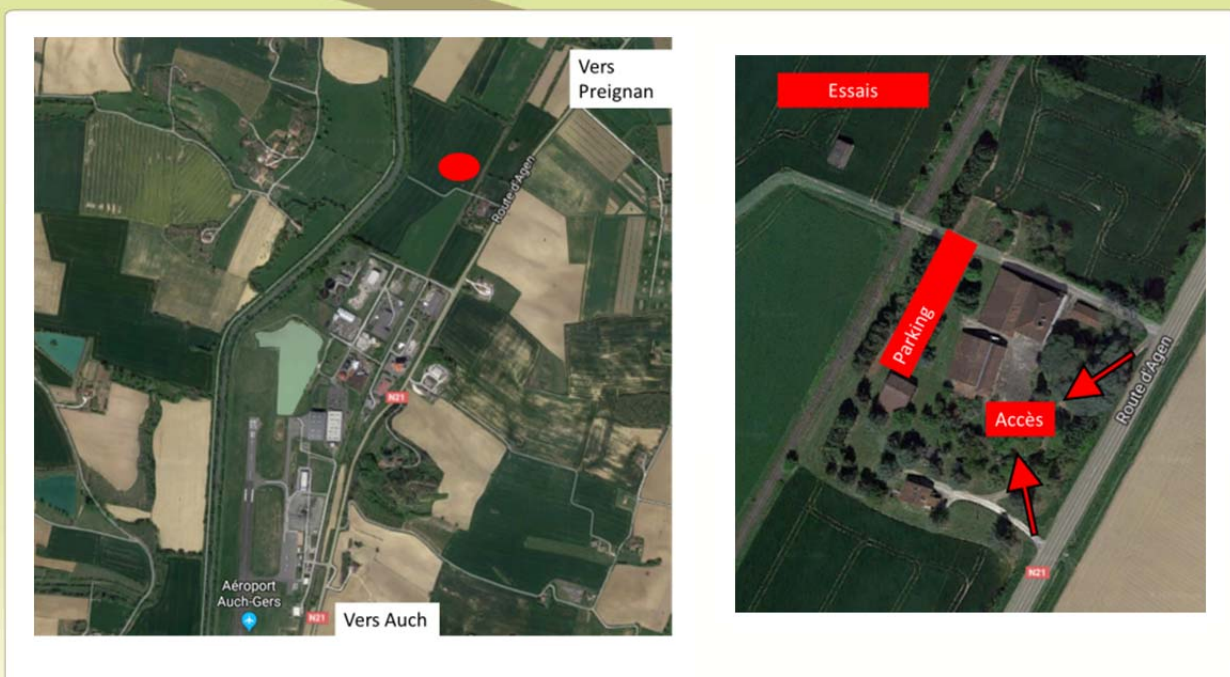 Vers
Preignan
Route d'Agen
N21
Aéroport
Auch-Gers
N21
Vers Auch
Essais
Parking
Accès
Route d'Agen
N21